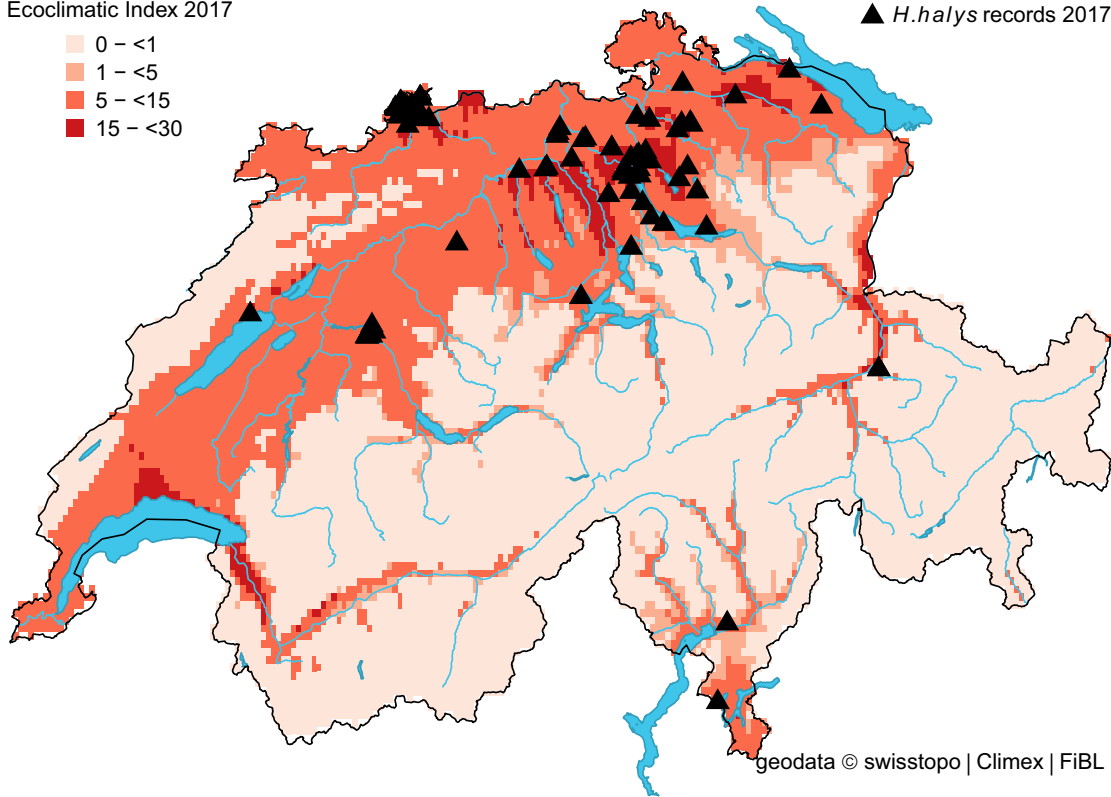 Ecoclimatic Index 2017
0 – <1
1 – <5
5 – <15
15 – <30
H.halys records 2017
geodata © swisstopo | Climex | FiBL